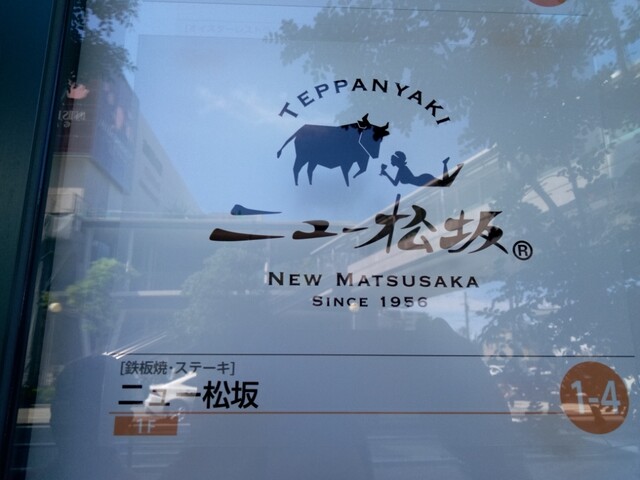 TEPPANYAKI
ニュー松坂®
NEW MATSUSAKA
SINCE 1956
[鉄板焼・ステーキ]
ニュー松坂
1F
1-4